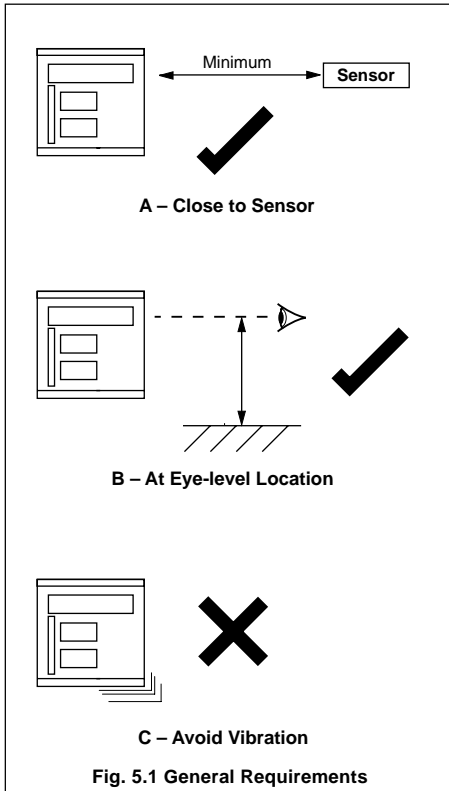 Minimum
Sensor
A – Close to Sensor
B – At Eye-level Location
C – Avoid Vibration
Fig. 5.1 General Requirements